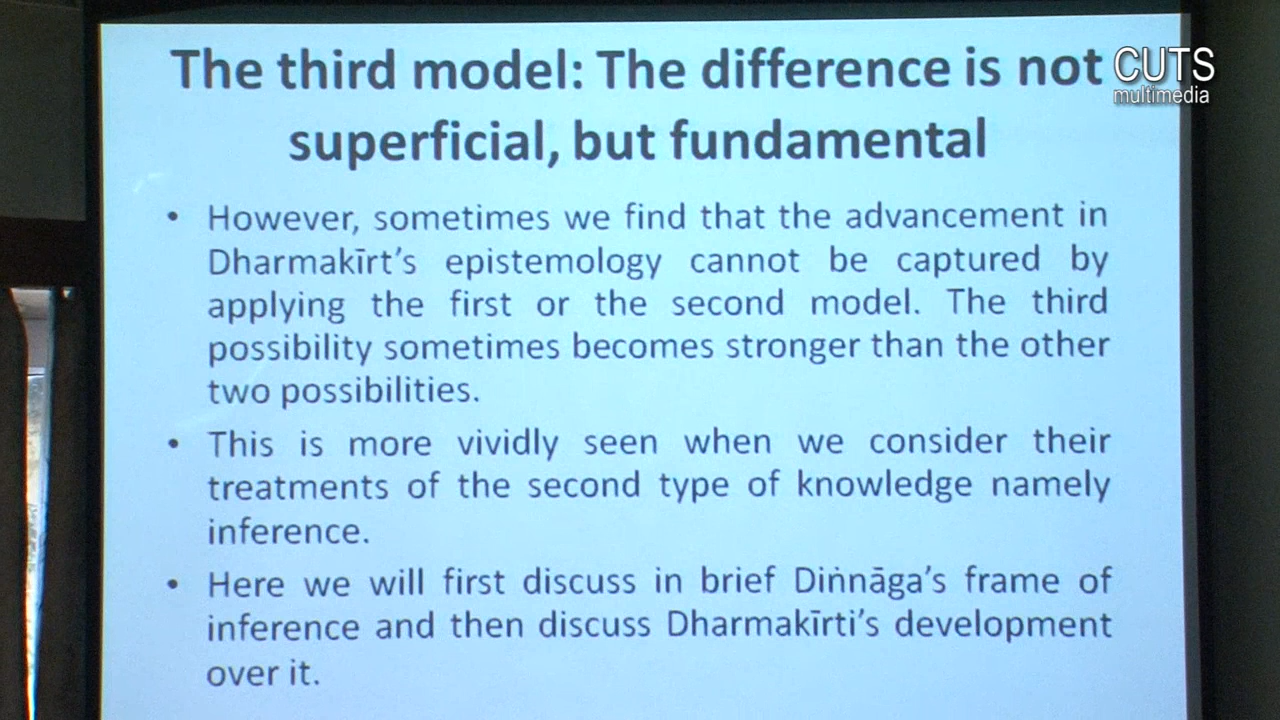 The third model: The difference is not
superficial, but fundamental
CUTS
multimedia
• However, sometimes we find that the advancement in
Dharmakīrt's epistemology cannot be captured by
applying the first or the second model. The third
possibility sometimes becomes stronger than the other
two possibilities.
• This is more vividly seen when we consider their
treatments of the second type of knowledge namely
inference.
• Here we will first discuss in brief Diṅnāga's frame of
inference and then discuss Dharmakīrti's development
over it.